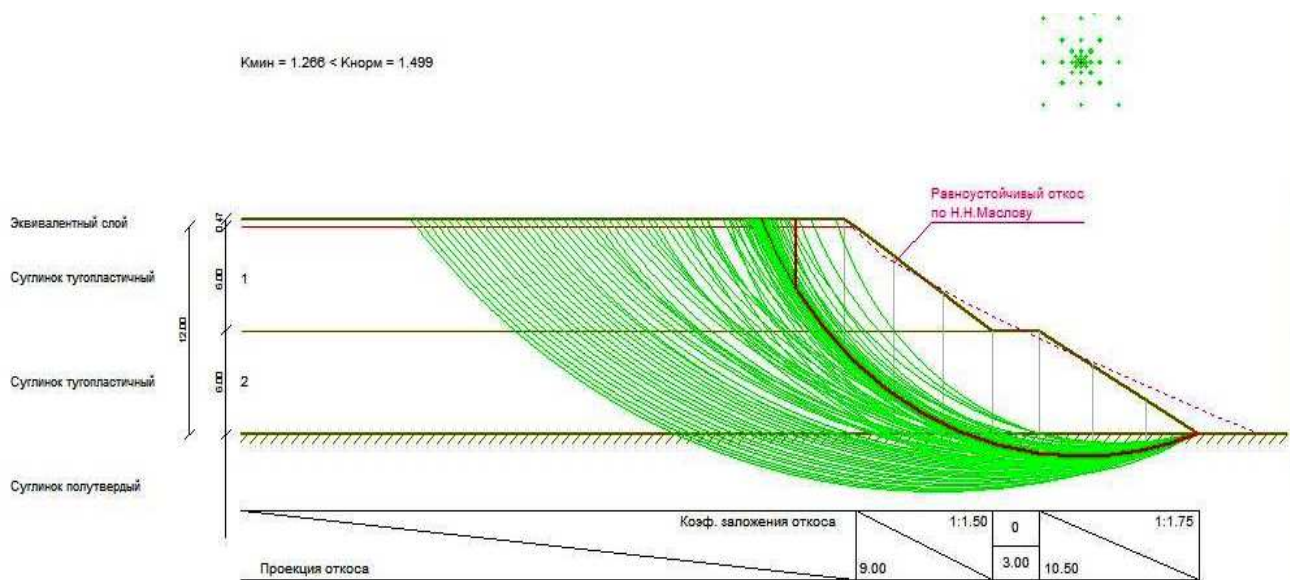 Kмин = 1.266 < Kнорм = 1.499
Равноустойчивый откос
по Н.Н.Маслову
Эквивалентный слой
0.47
Суглинок тугопластичный
6.00
1
12.00
Суглинок тугопластичный
6.00
2
Суглинок полутвердый
Коэф. заложения откоса
1:1.50
0
1:1.75
Проекция откоса
9.00
3.00
10.50